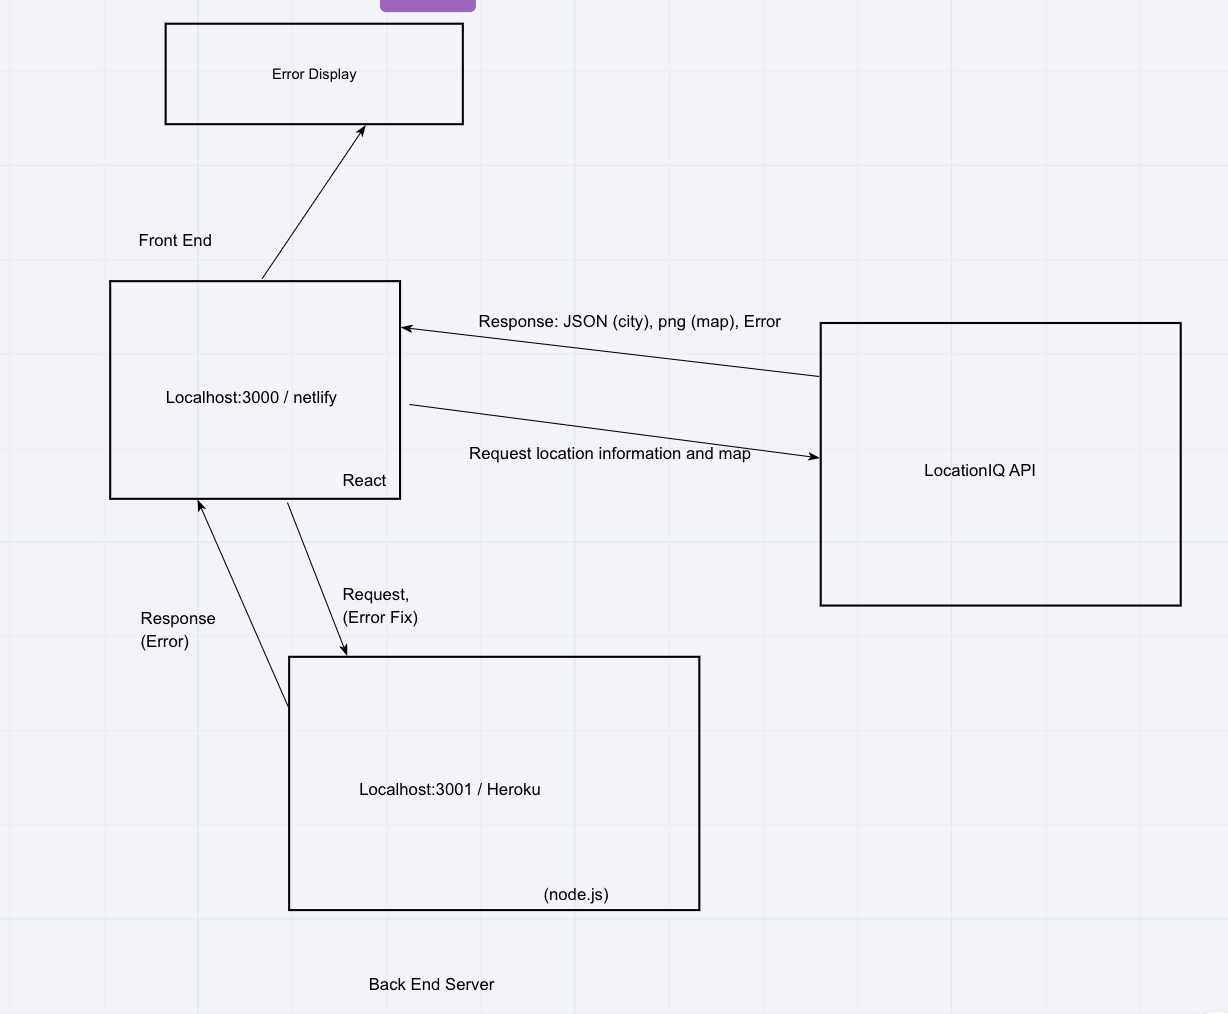 Error Display
Front End
Response: JSON (city), png (map), Error
Localhost:3000 / netlify
Request location information and map
LocationIQ API
React
Request,
(Error Fix)
Response
(Error)
Localhost:3001 / Heroku
(node.js)
Back End Server